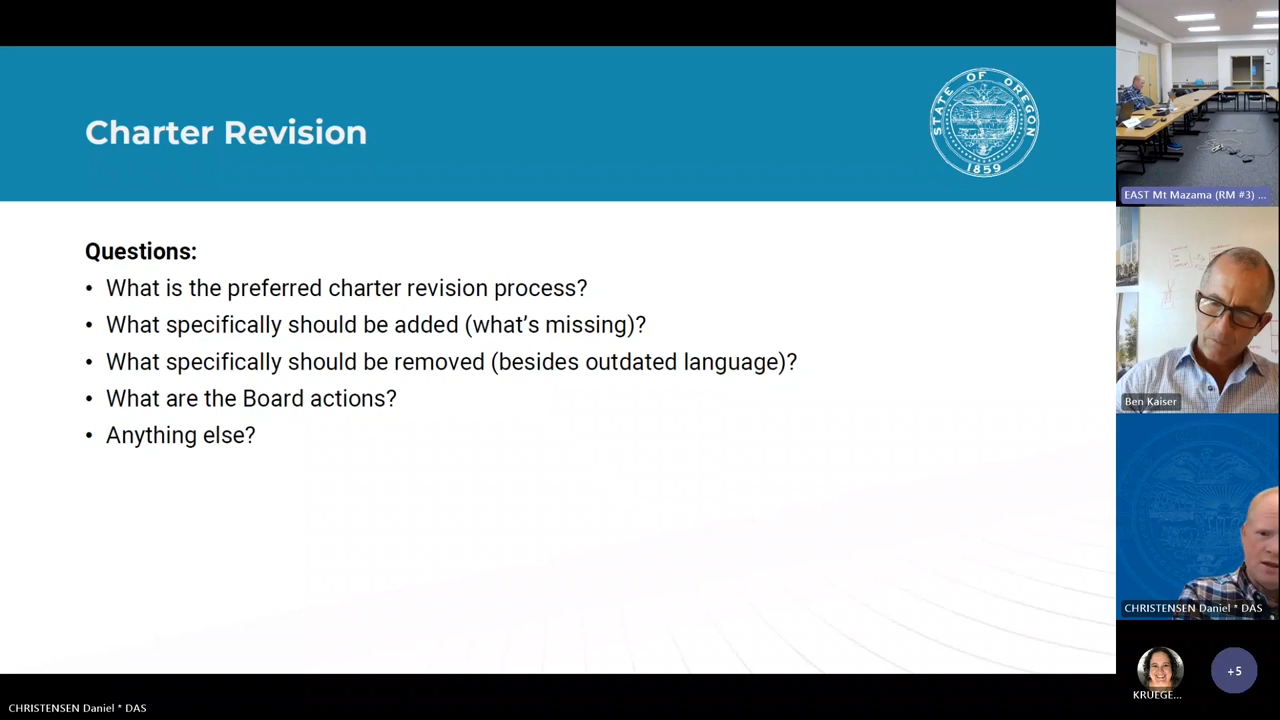 Charter Revision
STATE OF OREGON
1859
Questions:
• What is the preferred charter revision process?
• What specifically should be added (what's missing)?
• What specifically should be removed (besides outdated language)?
• What are the Board actions?
• Anything else?
EAST Mt Mazama (RM #3) ...
Ben Kaiser
CHRISTENSEN Daniel * DAS
KRUEGE...
+5
CHRISTENSEN Daniel * DAS